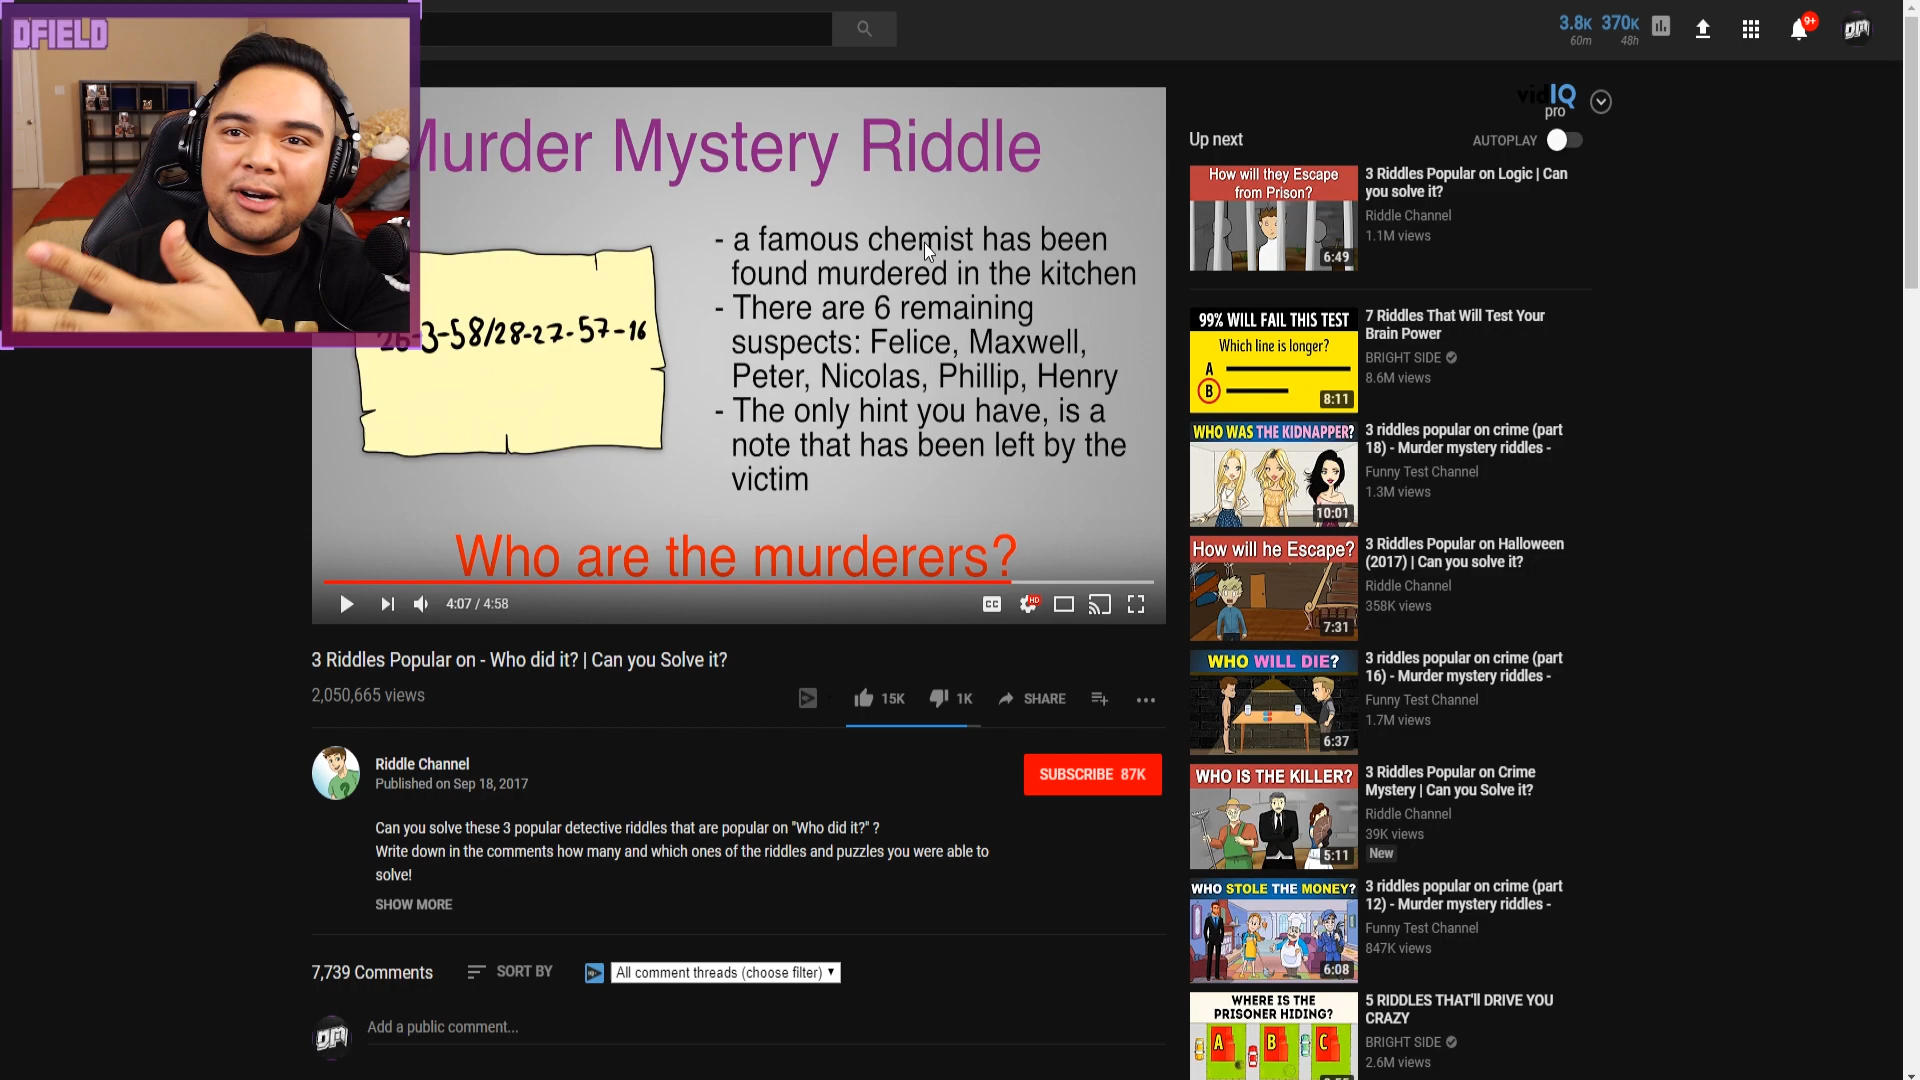 DFIELD
3.8K 370K
60m 48h
9+
vidIQ
pro
Murder Mystery Riddle
- a famous chemist has been
found murdered in the kitchen
- There are 6 remaining
suspects: Felice, Maxwell,
Peter, Nicolas, Phillip, Henry
- The only hint you have, is a
note that has been left by the
victim
26-3-58/28-27-57-16
Who are the murderers?
4:07 / 4:58
CC
HD
3 Riddles Popular on - Who did it? | Can you Solve it?
2,050,665 views
15K
1K
SHARE
Riddle Channel
Published on Sep 18, 2017
SUBSCRIBE 87K
Can you solve these 3 popular detective riddles that are popular on "Who did it?" ?
Write down in the comments how many and which ones of the riddles and puzzles you were able to
solve!
SHOW MORE
7,739 Comments
SORT BY
All comment threads (choose filter)
Add a public comment...
Up next
AUTOPLAY
How will they Escape
from Prison?
6:49
3 Riddles Popular on Logic | Can
you solve it?
Riddle Channel
1.1M views
99% WILL FAIL THIS TEST
Which line is longer?
A
B
8:11
7 Riddles That Will Test Your
Brain Power
BRIGHT SIDE
8.6M views
WHO WAS THE KIDNAPPER?
10:01
3 riddles popular on crime (part
18) - Murder mystery riddles -
Funny Test Channel
1.3M views
How will he Escape?
7:31
3 Riddles Popular on Halloween
(2017) | Can you solve it?
Riddle Channel
358K views
WHO WILL DIE?
6:37
3 riddles popular on crime (part
16) - Murder mystery riddles -
Funny Test Channel
1.7M views
WHO IS THE KILLER?
5:11
3 Riddles Popular on Crime
Mystery | Can you Solve it?
Riddle Channel
39K views
New
WHO STOLE THE MONEY?
6:08
3 riddles popular on crime (part
12) - Murder mystery riddles -
Funny Test Channel
847K views
WHERE IS THE
PRISONER HIDING?
A B C
5 RIDDLES THAT'll DRIVE YOU
CRAZY
BRIGHT SIDE
2.6M views